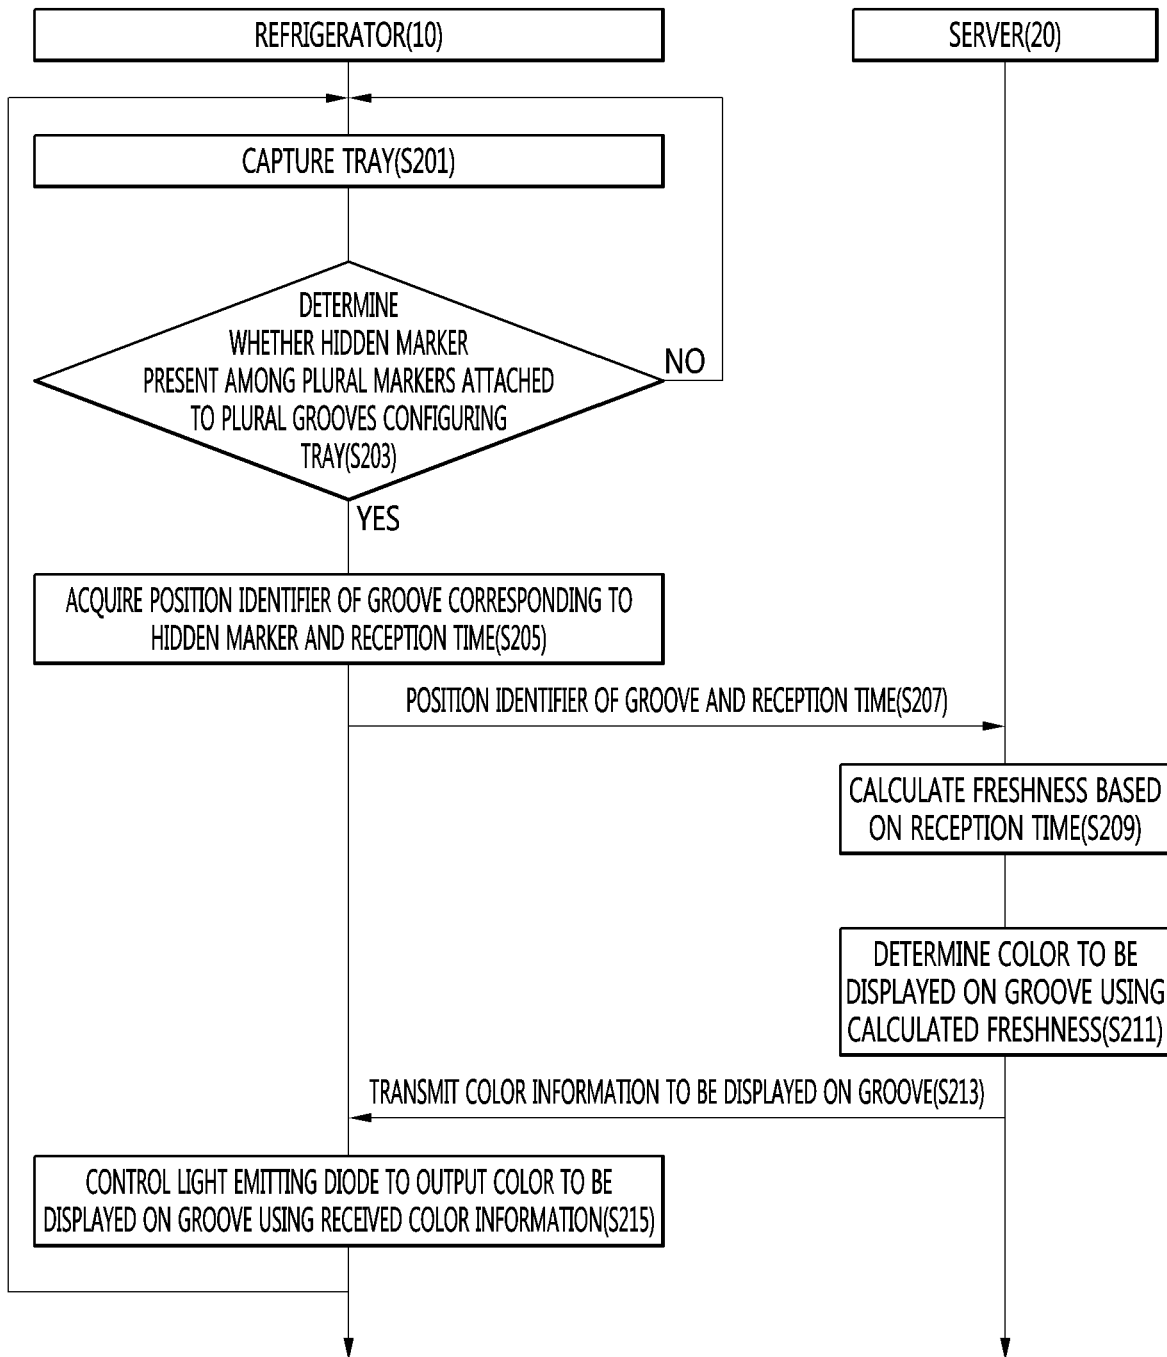 REFRIGERATOR(10)
SERVER(20)
CAPTURE TRAY(S201)
DETERMINE
WHETHER HIDDEN MARKER
PRESENT AMONG PLURAL MARKERS ATTACHED
TO PLURAL GROOVES CONFIGURING
TRAY(S203)
NO
YES
ACQUIRE POSITION IDENTIFIER OF GROOVE CORRESPONDING TO
HIDDEN MARKER AND RECEPTION TIME(S205)
POSITION IDENTIFIER OF GROOVE AND RECEPTION TIME(S207)
CALCULATE FRESHNESS BASED
ON RECEPTION TIME(S209)
DETERMINE COLOR TO BE
DISPLAYED ON GROOVE USING
CALCULATED FRESHNESS(S211)
TRANSMIT COLOR INFORMATION TO BE DISPLAYED ON GROOVE(S213)
CONTROL LIGHT EMITTING DIODE TO OUTPUT COLOR TO BE
DISPLAYED ON GROOVE USING RECEIVED COLOR INFORMATION(S215)